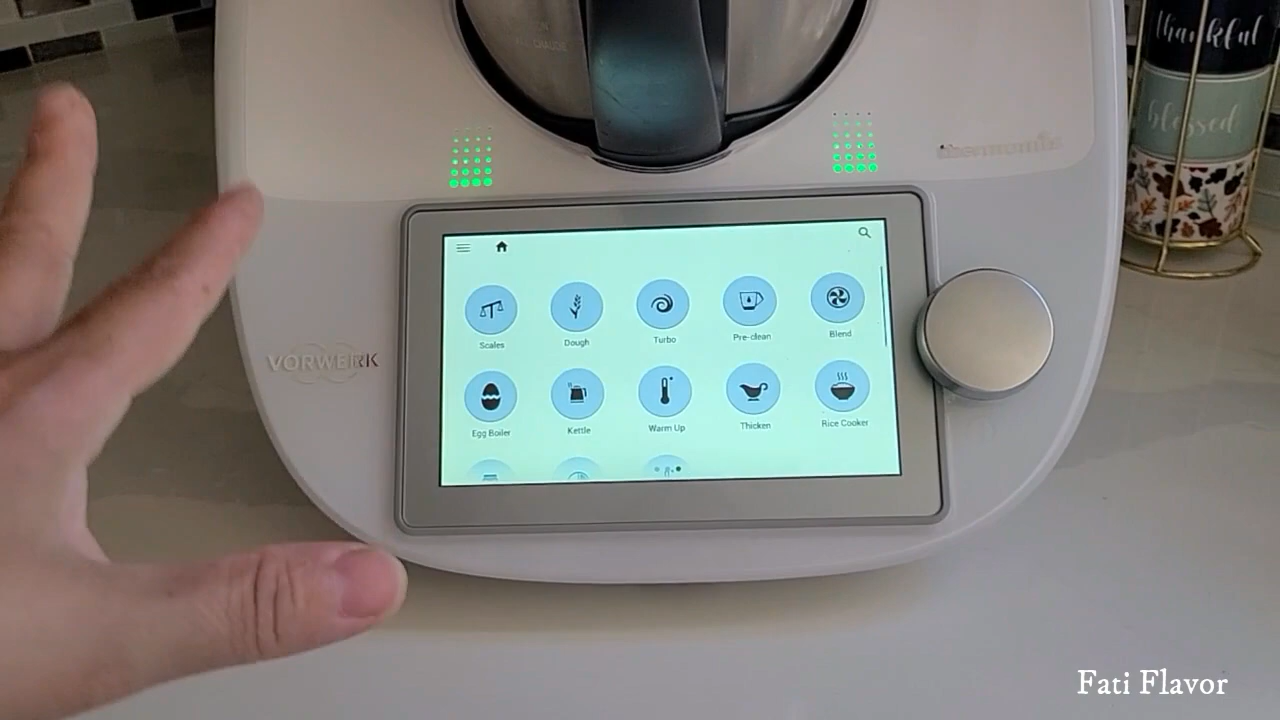 thankful
blessed
thermomix
VORWERK
Scales
Dough
Turbo
Pre-clean
Blend
Egg Boiler
Kettle
Warm Up
Thicken
Rice Cooker
Fati Flavor